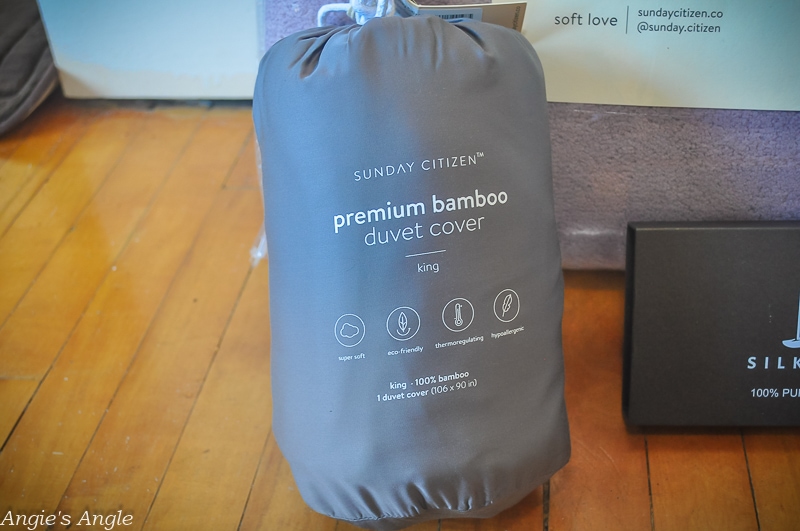 soft love
sundaycitizen.co
@sunday.citizen
SUNDAY CITIZEN™
premium bamboo
duvet cover
king
super soft
eco-friendly
thermoregulating
hypoallergenic
king - 100% bamboo
1 duvet cover (106 x 90 in)
SILK
100% PU
Angie's Angle